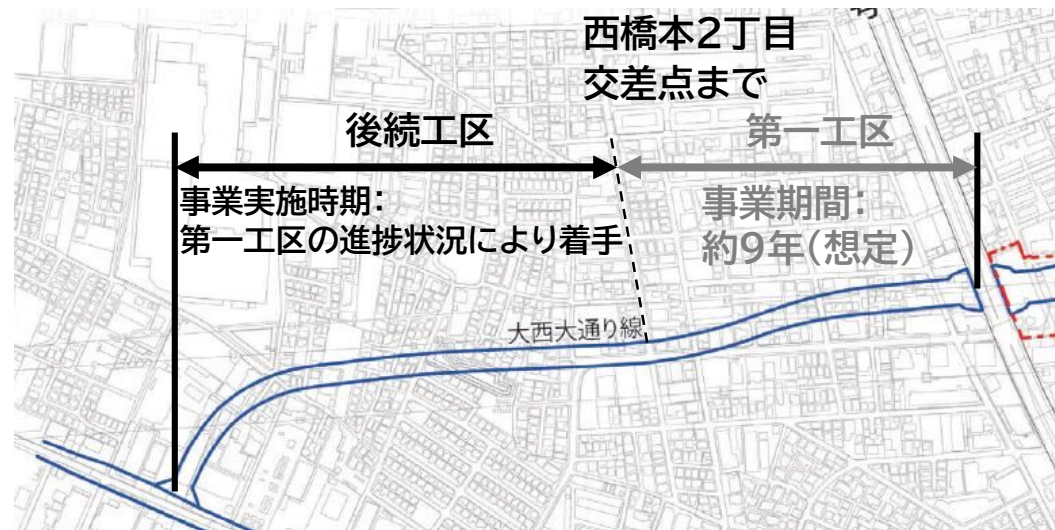 西橋本2丁目
交差点まで
後続工区
第一工区
事業実施時期：
第一工区の進捗状況により着手
事業期間：
約9年(想定)
大西大通り線